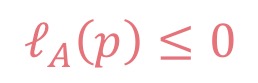 ℓ_A(p) ≤ 0